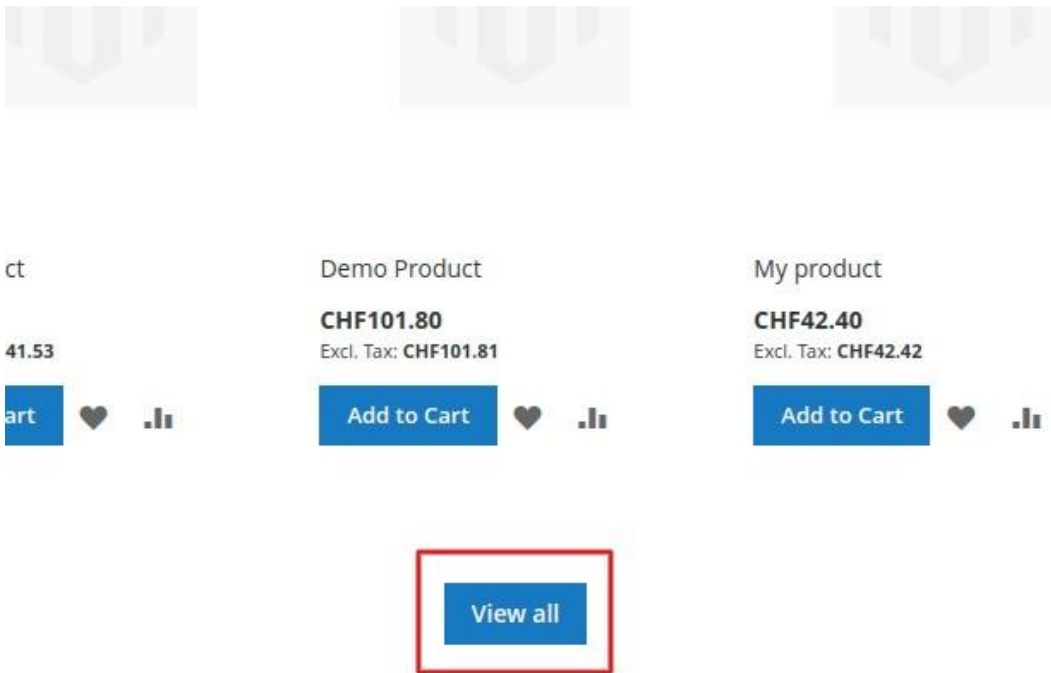 ct
Demo Product
My product
CHF101.80
CHF42.40
41.53
Excl. Tax: CHF101.81
Excl. Tax: CHF42.42
art
Add to Cart
Add to Cart
View all